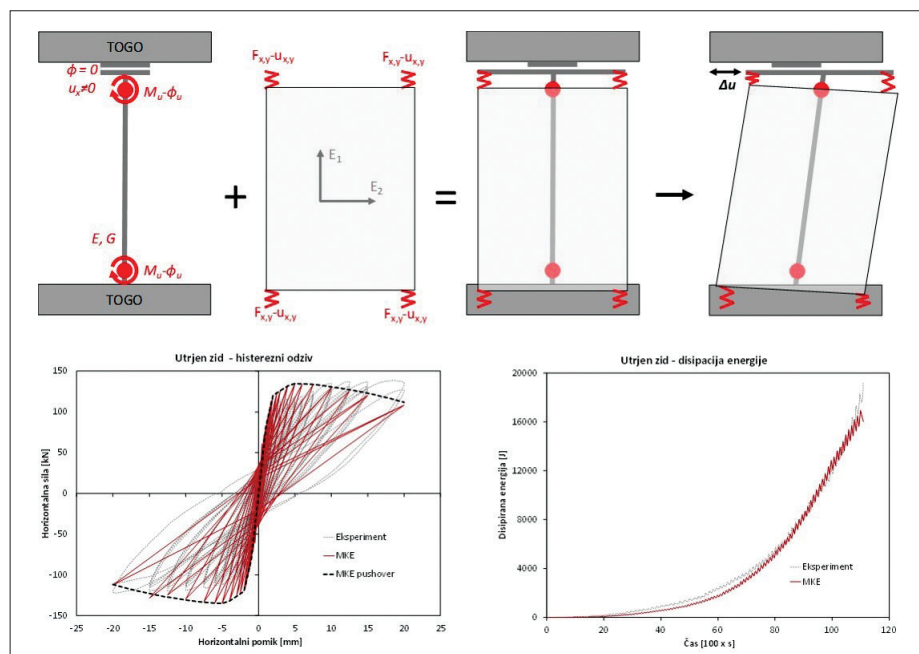 TOGO
ϕ = 0
uₓ≠0
Mᵤ-ϕᵤ
E, G
Mᵤ-ϕᵤ
TOGO
+
Fx,y-ux,y
Fx,y-ux,y
E₁
E₂
Fx,y-ux,y
Fx,y-ux,y
=
Δu
Utrjen zid - histerezni odziv
Horizontalna sila [kN]
150
100
50
0
-50
-100
-150
-25
-20
-15
-10
-5
0
5
10
15
20
25
Horizontalni pomik [mm]
Eksperiment
MKE
MKE pushover
Utrjen zid - disipacija energije
Disipirana energija [J]
20000
16000
12000
8000
4000
0
0
20
40
60
80
100
120
Čas [100 x s]
Eksperiment
MKE